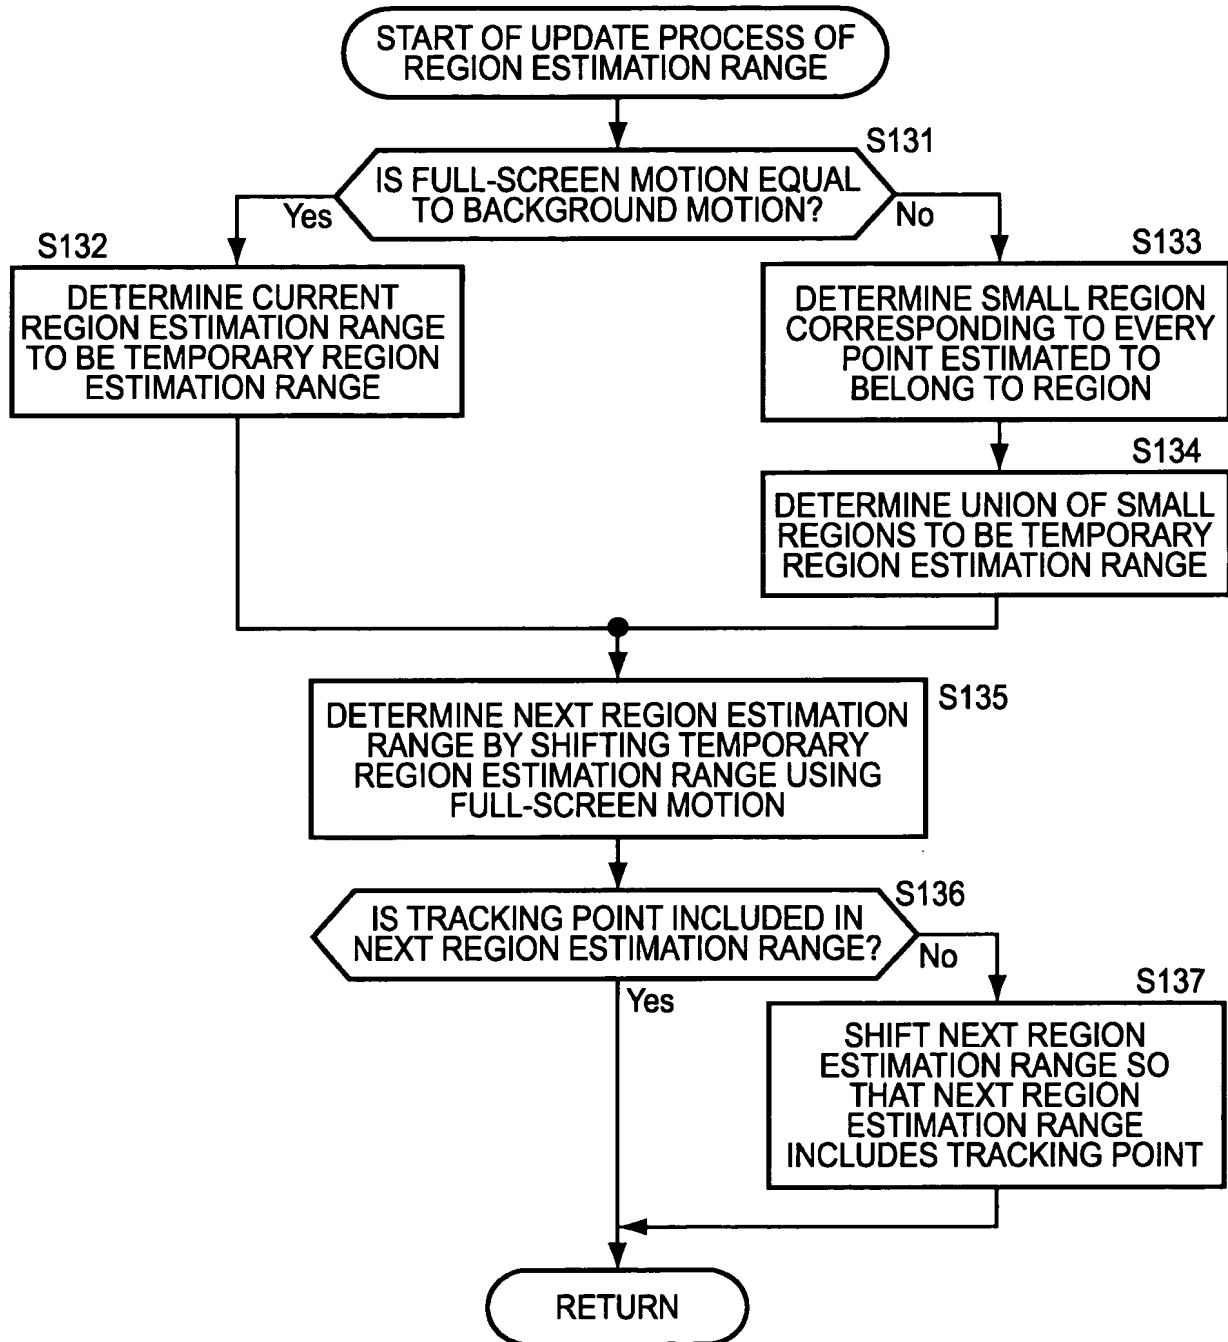 START OF UPDATE PROCESS OF
REGION ESTIMATION RANGE
S131
IS FULL-SCREEN MOTION EQUAL
TO BACKGROUND MOTION?
Yes
No
S132
DETERMINE CURRENT
REGION ESTIMATION RANGE
TO BE TEMPORARY REGION
ESTIMATION RANGE
S133
DETERMINE SMALL REGION
CORRESPONDING TO EVERY
POINT ESTIMATED TO
BELONG TO REGION
S134
DETERMINE UNION OF SMALL
REGIONS TO BE TEMPORARY
REGION ESTIMATION RANGE
S135
DETERMINE NEXT REGION ESTIMATION
RANGE BY SHIFTING TEMPORARY
REGION ESTIMATION RANGE USING
FULL-SCREEN MOTION
S136
IS TRACKING POINT INCLUDED IN
NEXT REGION ESTIMATION RANGE?
No
Yes
S137
SHIFT NEXT REGION
ESTIMATION RANGE SO
THAT NEXT REGION
ESTIMATION RANGE
INCLUDES TRACKING POINT
RETURN